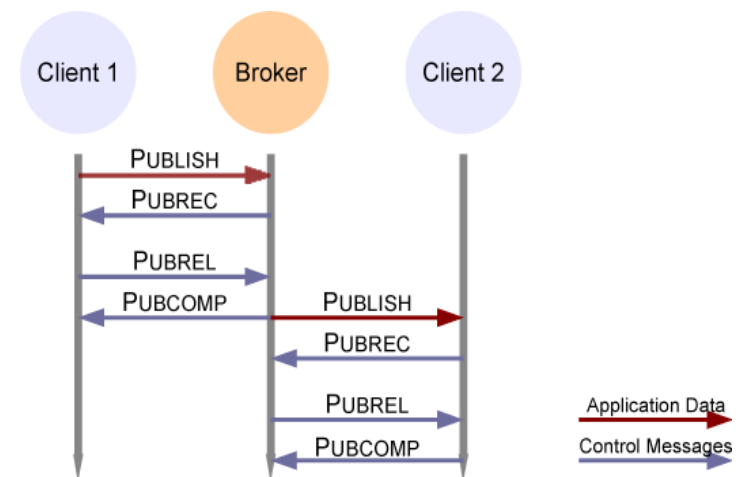 Client 1
Broker
Client 2
PUBLISH
PUBREC
PUBREL
PUBCOMP
PUBLISH
PUBREC
PUBREL
PUBCOMP
Application Data
Control Messages